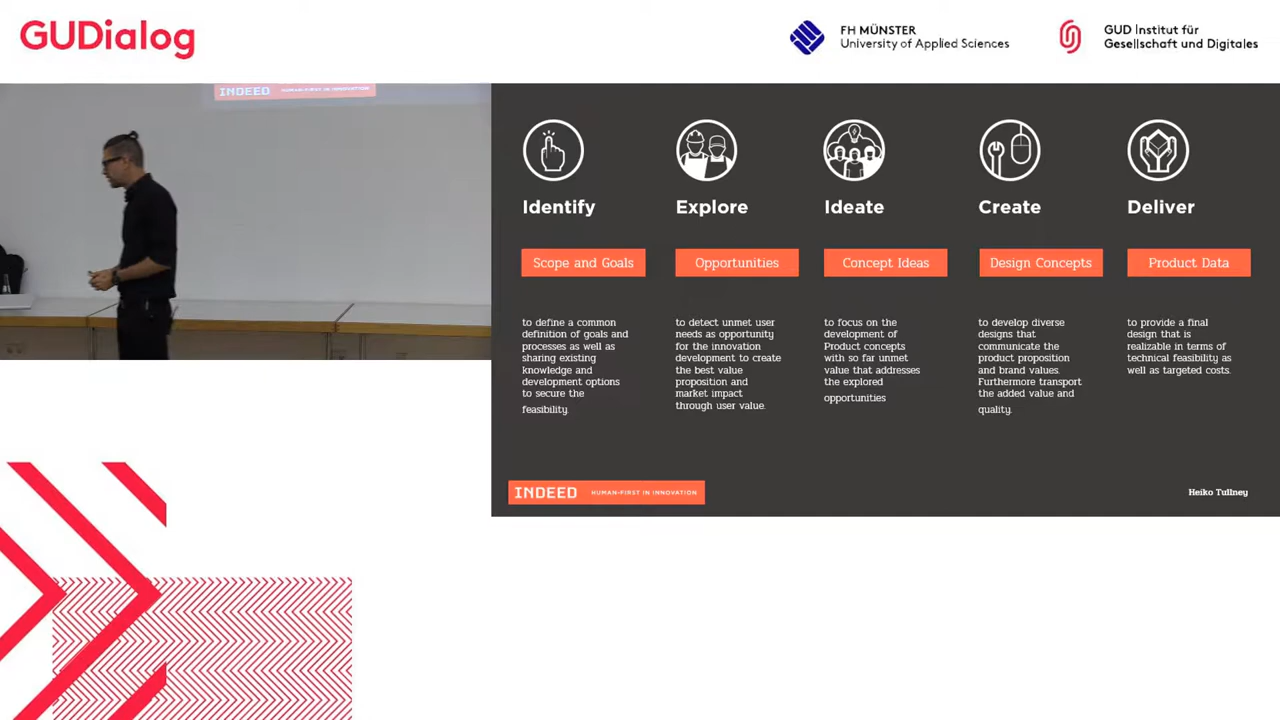 GUDialog
FH MÜNSTER
University of Applied Sciences
GUD Institut für
Gesellschaft und Digitales
INDEED HUMAN-FIRST IN INNOVATION
Identify
Scope and Goals
to define a common
definition of goals and
processes as well as
sharing existing
knowledge and
development options
to secure the
feasibility.
Explore
Opportunities
to detect unmet user
needs as opportunity
for the innovation
development to create
the best value
proposition and
market impact
through user value.
Ideate
Concept Ideas
to focus on the
development of
Product concepts
with so far unmet
value that addresses
the explored
opportunities
Create
Design Concepts
to develop diverse
designs that
communicate the
product proposition
and brand values.
Furthermore transport
the added value and
quality.
Deliver
Product Data
to provide a final
design that is
realizable in terms of
technical feasibility as
well as targeted costs.
INDEED HUMAN-FIRST IN INNOVATION
Heiko Tullney